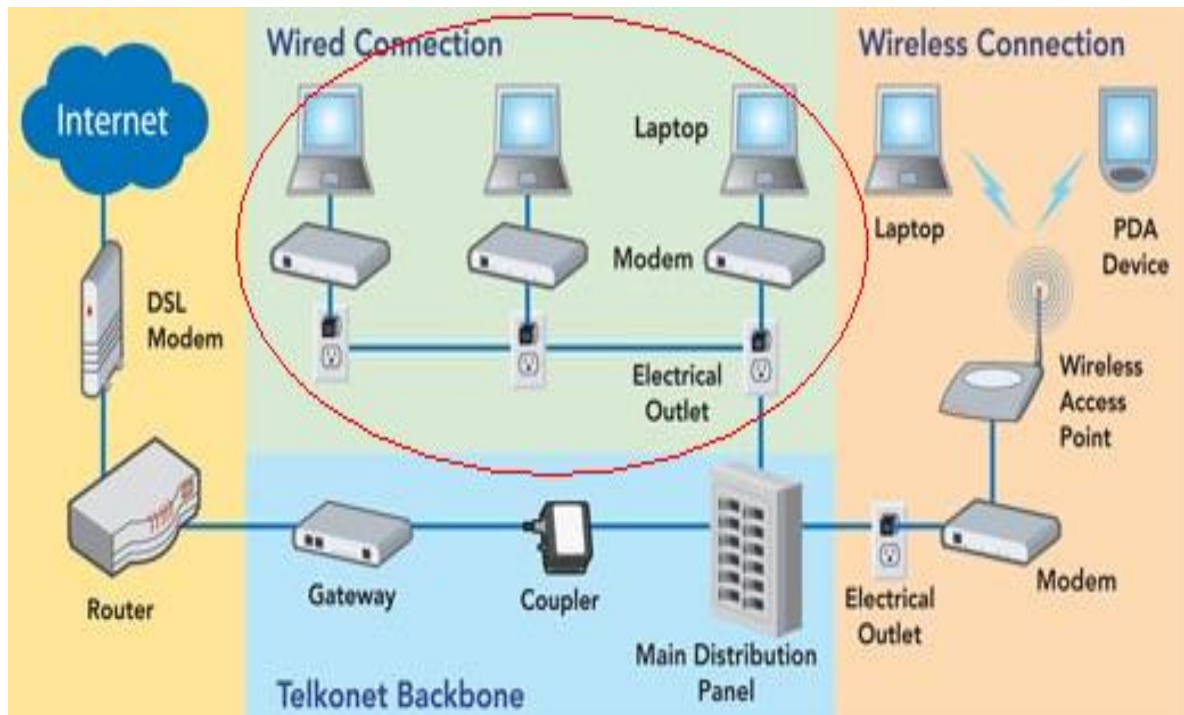 Wired Connection
Wireless Connection
Internet
Laptop
Laptop
PDA
Device
Modem
DSL
Modem
Electrical
Outlet
Wireless
Access
Point
Router
Gateway
Coupler
Main Distribution
Panel
Electrical
Outlet
Modem
Telkonet Backbone